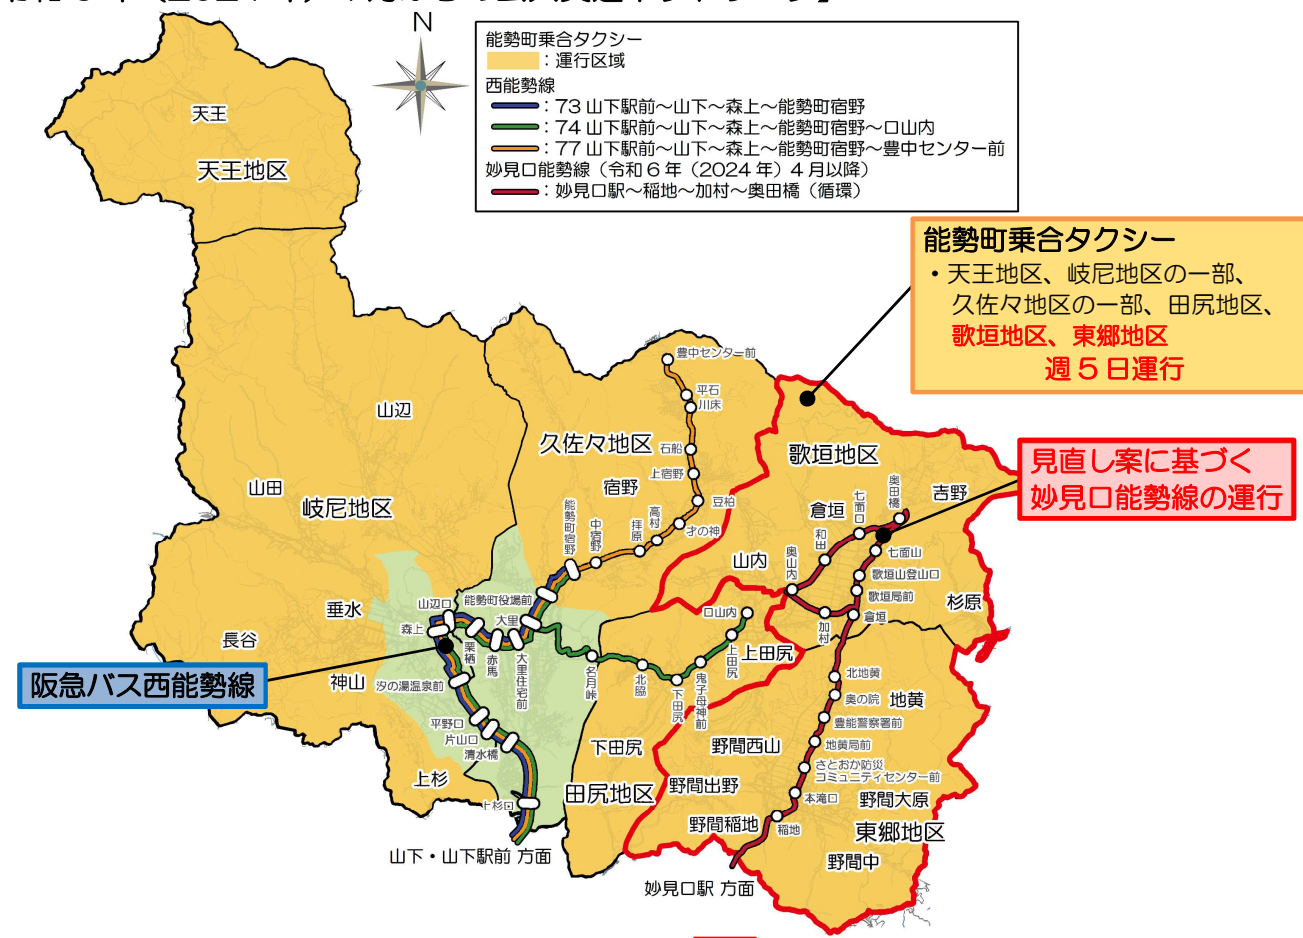 N
能勢町乗合タクシー
：運行区域
西能勢線
：73 山下駅前～山下～森上～能勢町宿野
：74 山下駅前～山下～森上～能勢町宿野～口山内
：77 山下駅前～山下～森上～能勢町宿野～豊中センター前
妙見口能勢線（令和６年（2024年）４月以降）
：妙見口駅～稲地～加村～奥田橋（循環）
天王
天王地区
能勢町乗合タクシー
・天王地区、岐尼地区の一部、
久佐々地区の一部、田尻地区、
歌垣地区、東郷地区
週５日運行
豊中センター前
平石
川床
山辺
久佐々地区
石船
上宿野
歌垣地区
見直し案に基づく
妙見口能勢線の運行
山田
岐尼地区
宿野
豆柏
倉垣
七面口
奥田橋
吉野
能勢町宿野
中宿野
拝原
高村
才の神
和田
奥山内
山内
七面山
歌垣山登山口
歌垣局前
杉原
垂水
山辺口
能勢町役場前
口山内
加村
倉垣
長谷
森上
栗栖
赤馬
大里
大里住宅前
名月峠
北脇
下田尻
鬼子母神前
上田尻
上田尻
阪急バス西能勢線
神山
汐の湯温泉前
北地黄
奥の院
地黄
豊能警察署前
平野口
片山口
清水橋
下田尻
野間西山
地黄局前
さとおか防災
コミュニティセンター前
上杉
上杉口
田尻地区
野間出野
本滝口
野間大原
野間稲地
稲地
東郷地区
山下・山下駅前 方面
野間中
妙見口駅 方面